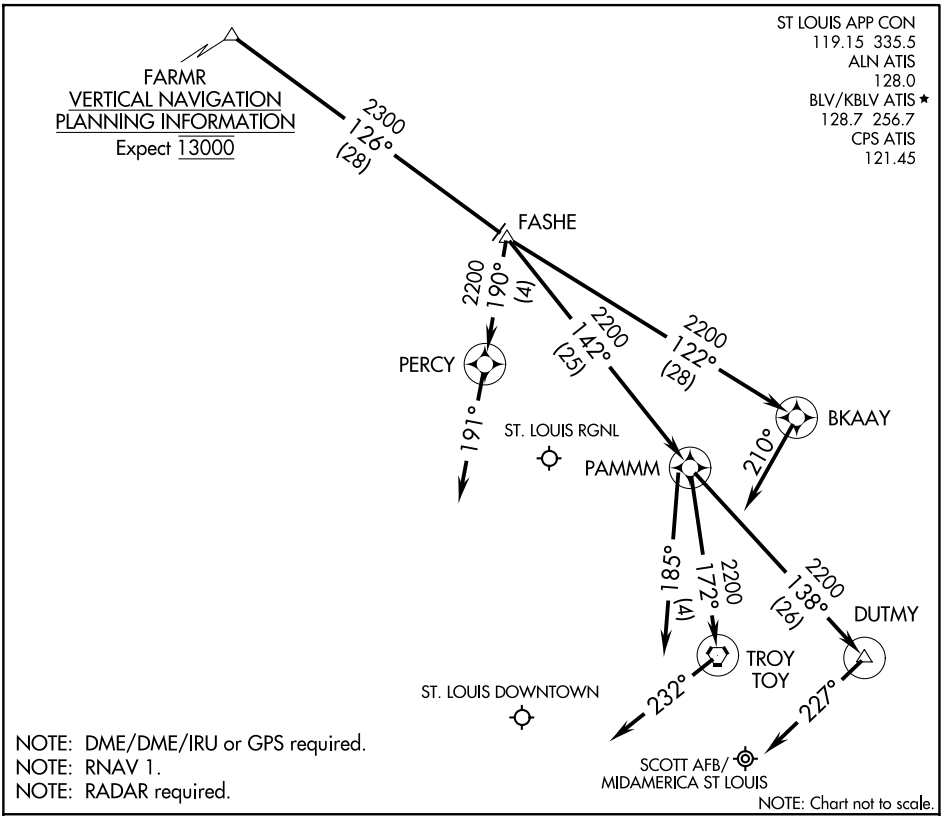 ST LOUIS APP CON
119.15 335.5
ALN ATIS
128.0
BLV/KBLV ATIS ★
128.7 256.7
CPS ATIS
121.45
FARMR
VERTICAL NAVIGATION
PLANNING INFORMATION
Expect 13000
2300
126°
(28)
FASHE
2200
190°
(4)
2200
142°
(25)
2200
122°
(28)
PERCY
191°
ST. LOUIS RGNL
PAMMM
BKAAY
210°
185°
2200
172°
(4)
2200
138°
(26)
DUTMY
TROY
TOY
232°
227°
ST. LOUIS DOWNTOWN
SCOTT AFB/
MIDAMERICA ST LOUIS
NOTE: DME/DME/IRU or GPS required.
NOTE: RNAV 1.
NOTE: RADAR required.
NOTE: Chart not to scale.